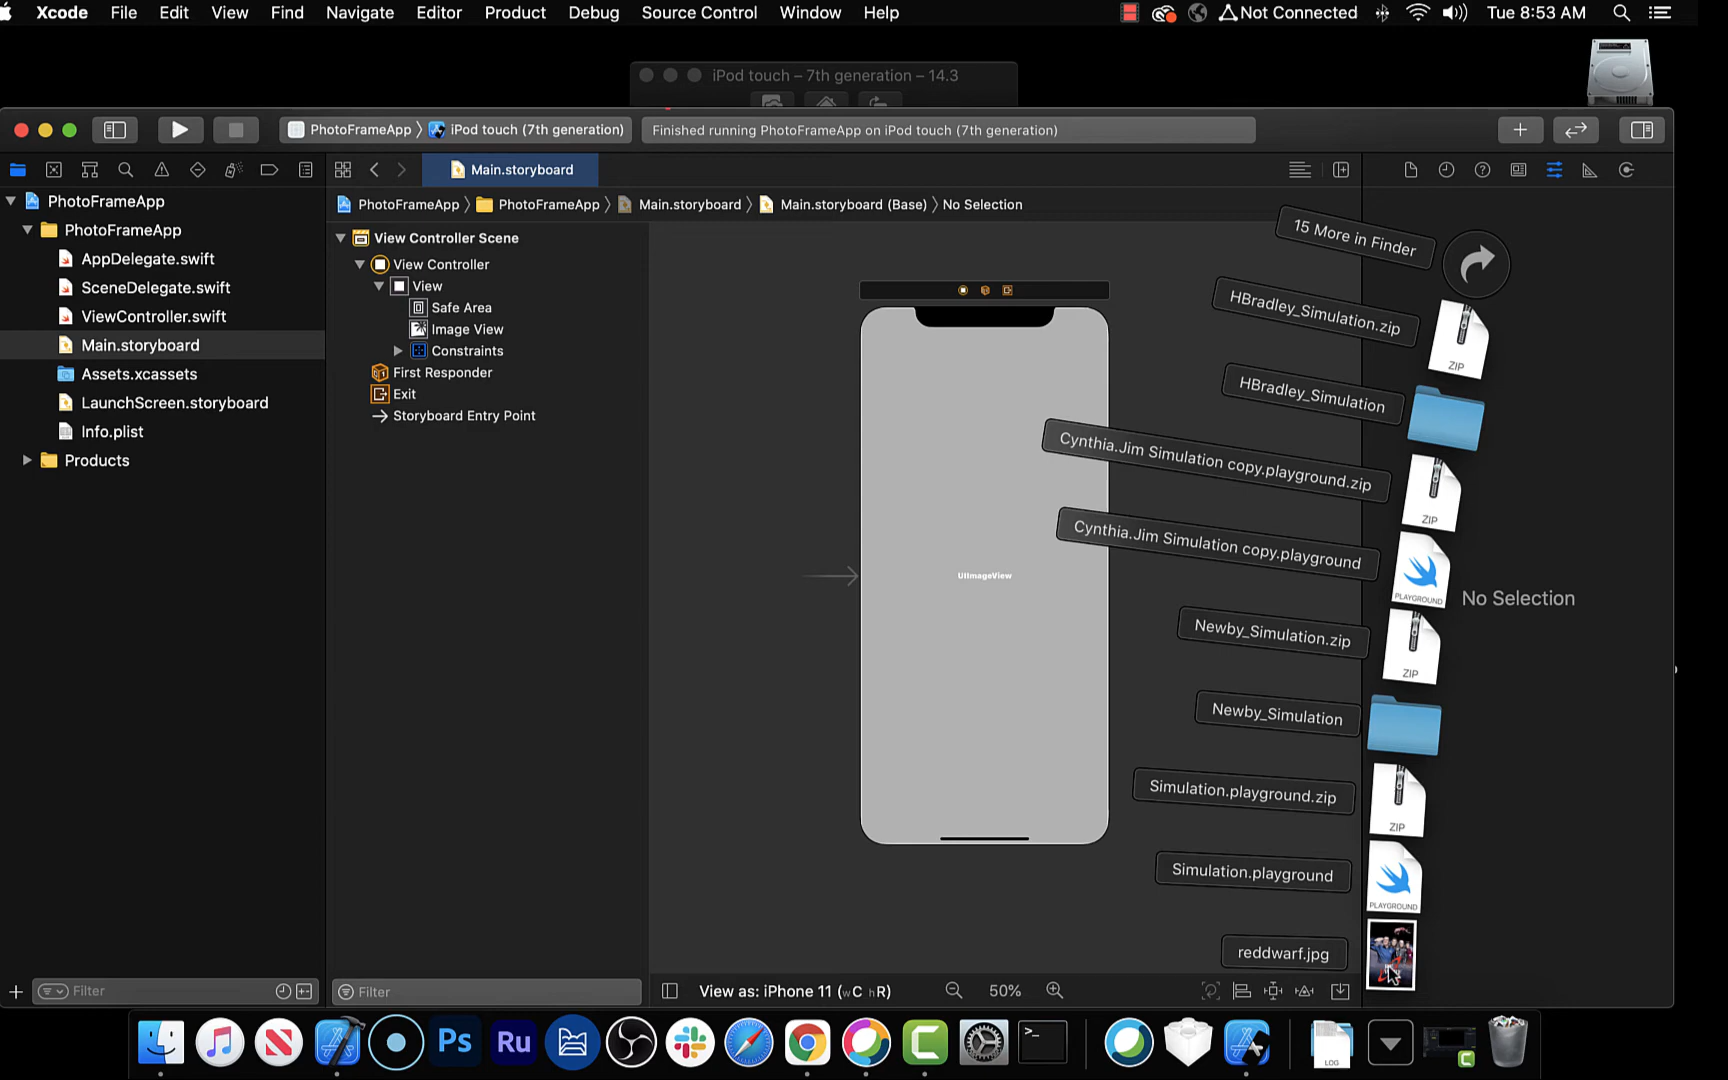 Xcode File Edit View Find Navigate Editor Product Debug Source Control Window Help Not Connected Tue 8:53 AM
iPod touch – 7th generation – 14.3
PhotoFrameApp iPod touch (7th generation) Finished running PhotoFrameApp on iPod touch (7th generation)
Main.storyboard
PhotoFrameApp
PhotoFrameApp
AppDelegate.swift
SceneDelegate.swift
ViewController.swift
Main.storyboard
Assets.xcassets
LaunchScreen.storyboard
Info.plist
Products
Filter
PhotoFrameApp PhotoFrameApp Main.storyboard Main.storyboard (Base) No Selection
View Controller Scene
View Controller
View
Safe Area
Image View
Constraints
First Responder
Exit
Storyboard Entry Point
Filter
UIImageView
View as: iPhone 11 (wC hR) 50%
15 More in Finder
HBradley_Simulation.zip
ZIP
HBradley_Simulation
Cynthia.Jim Simulation copy.playground.zip
ZIP
Cynthia.Jim Simulation copy.playground
PLAYGROUND
Newby_Simulation.zip
ZIP
Newby_Simulation
Simulation.playground.zip
ZIP
Simulation.playground
PLAYGROUND
reddwarf.jpg
No Selection
Ps Ru LOG